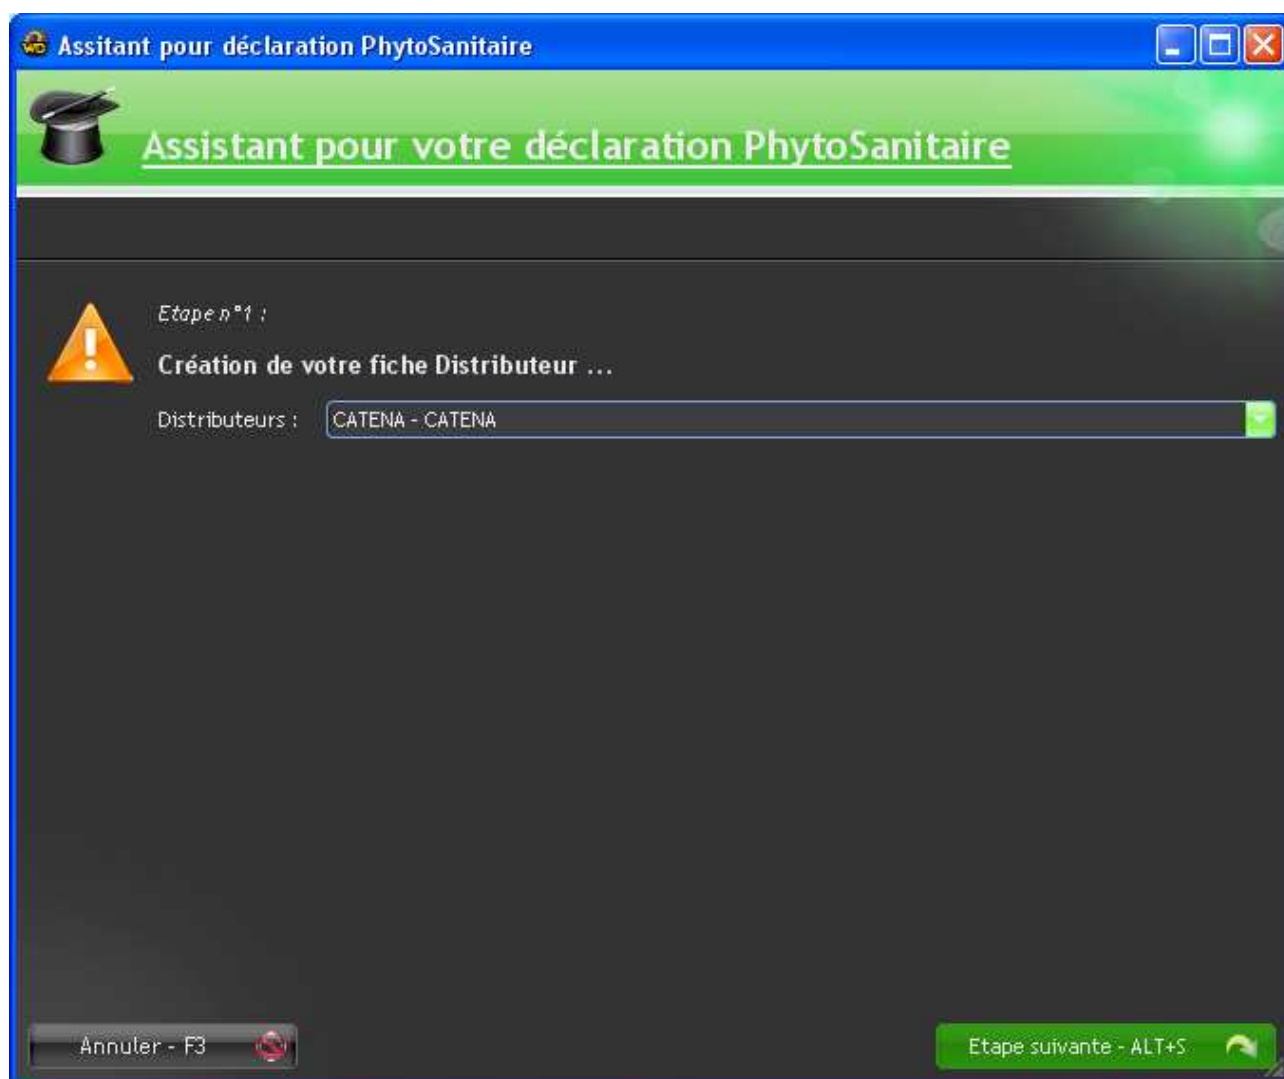 Assitant pour déclaration PhytoSanitaire
Assistant pour votre déclaration PhytoSanitaire
Etape n°1 :
Création de votre fiche Distributeur ...
Distributeurs : CATENA - CATENA
Annuler - F3 Etape suivante - ALT+S